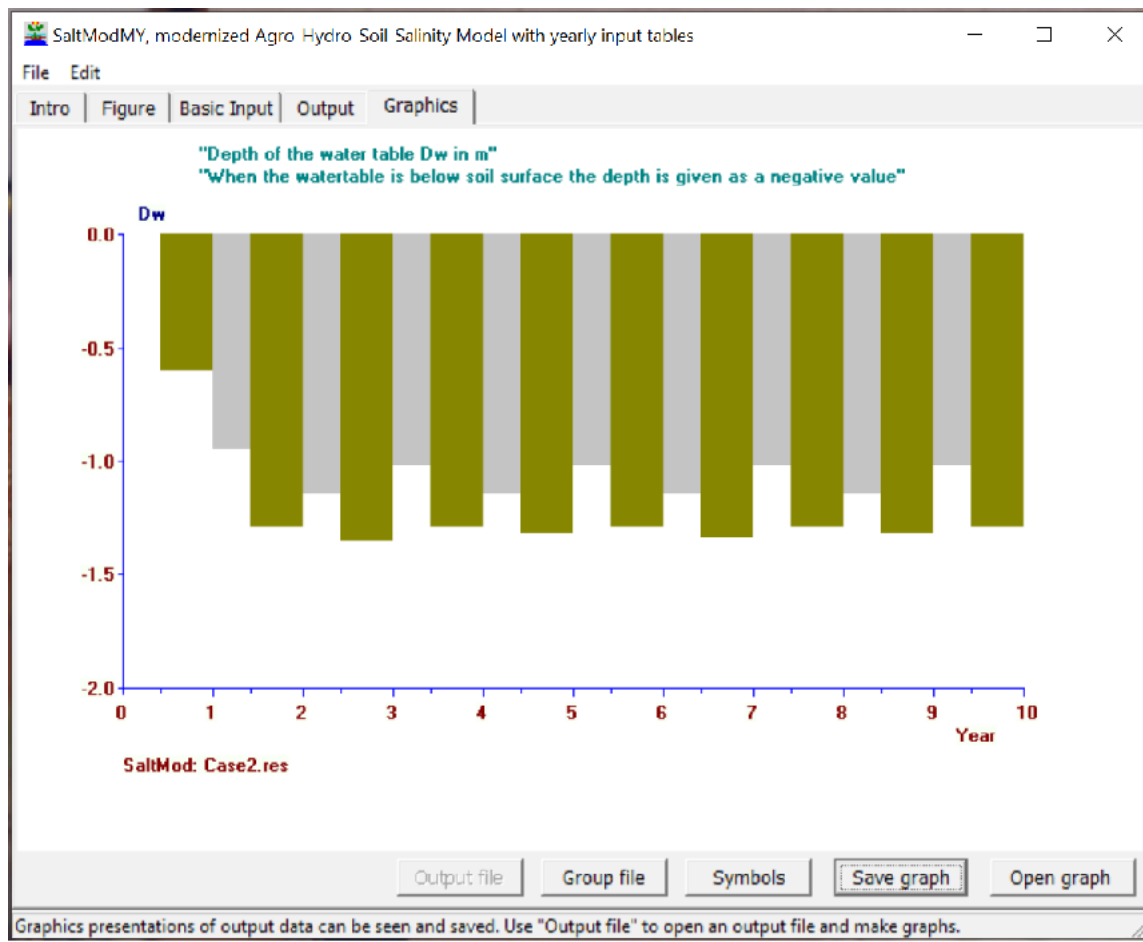 SaltModMY, modernized Agro Hydro Soil Salinity Model with yearly input tables
File Edit
Intro Figure Basic Input Output Graphics
"Depth of the water table Dw in m"
"When the watertable is below soil surface the depth is given as a negative value"
Dw
0.0
-0.5
-1.0
-1.5
-2.0
0 1 2 3 4 5 6 7 8 9 10
Year
SaltMod: Case2.res
Output file Group file Symbols Save graph Open graph
Graphics presentations of output data can be seen and saved. Use "Output file" to open an output file and make graphs.